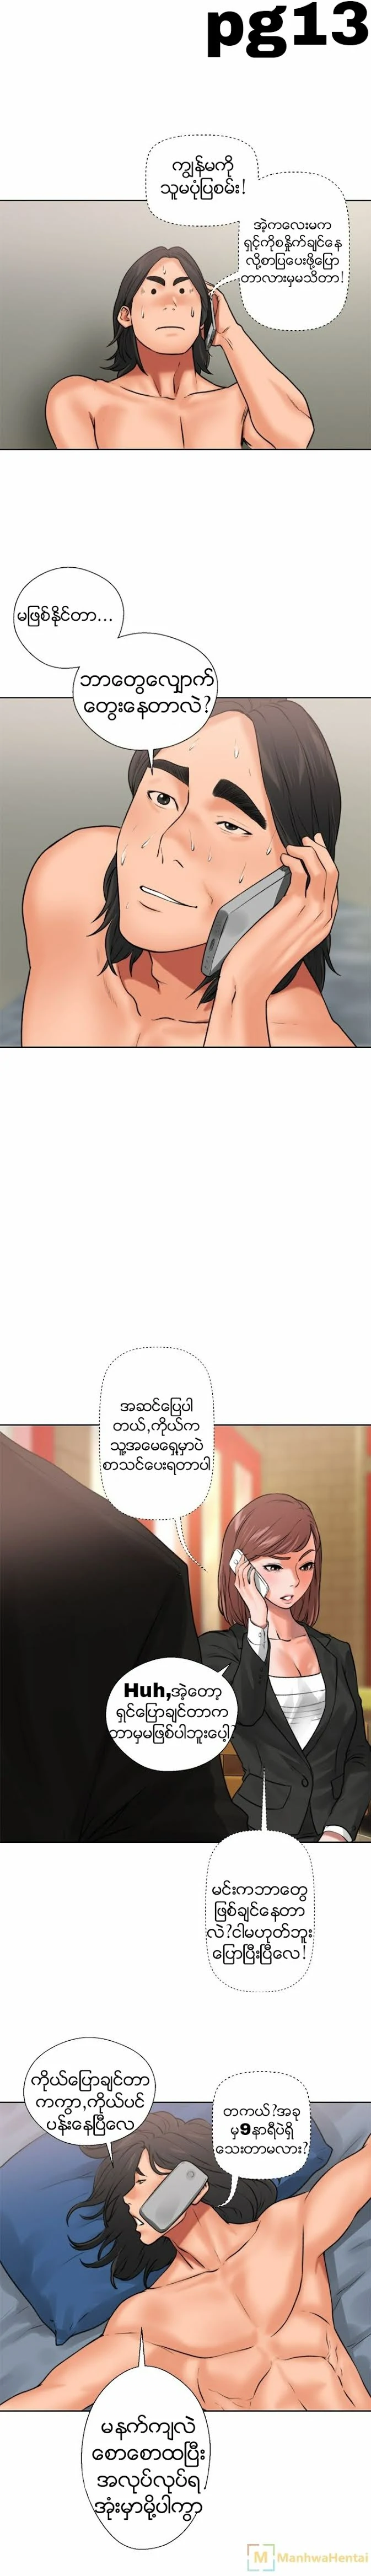 pg13
ကျွန်မကို
သူမပုံပြစမ်း!
အဲ့ကလေးမက
ရှင့်ကိုစနှိုက်ချင်နေ
လို့စာပြပေးဖို့ပြော
တာလားမှမသိတာ!
မဖြစ်နိုင်တာ...
ဘာတွေလျှောက်
တွေးနေတာလဲ?
အဆင်ပြေပါ
တယ်,ကိုယ်က
သူ့အမေရှေ့မှာပဲ
စာသင်ပေးရတာပါ
Huh,အဲ့တော့
ရှင်ပြောချင်တာက
ဘာမှမဖြစ်ပါဘူးပေါ့?
မင်းကဘာတွေ
ဖြစ်ချင်နေတာ
လဲ?ငါမဟုတ်ဘူး
ပြောပြီးပြီလေ!
ကိုယ်ပြောချင်တာ
ကကွာ,ကိုယ်ပင်
ပန်းနေပြီလေ
တကယ်?အခု
မှ9နာရီပဲရှိ
သေးတာမလား?
မနက်ကျလဲ
စောစောထပြီး
အလုပ်လုပ်ရ
အုံးမှာမို့ပါကွာ
ManhwaHentai